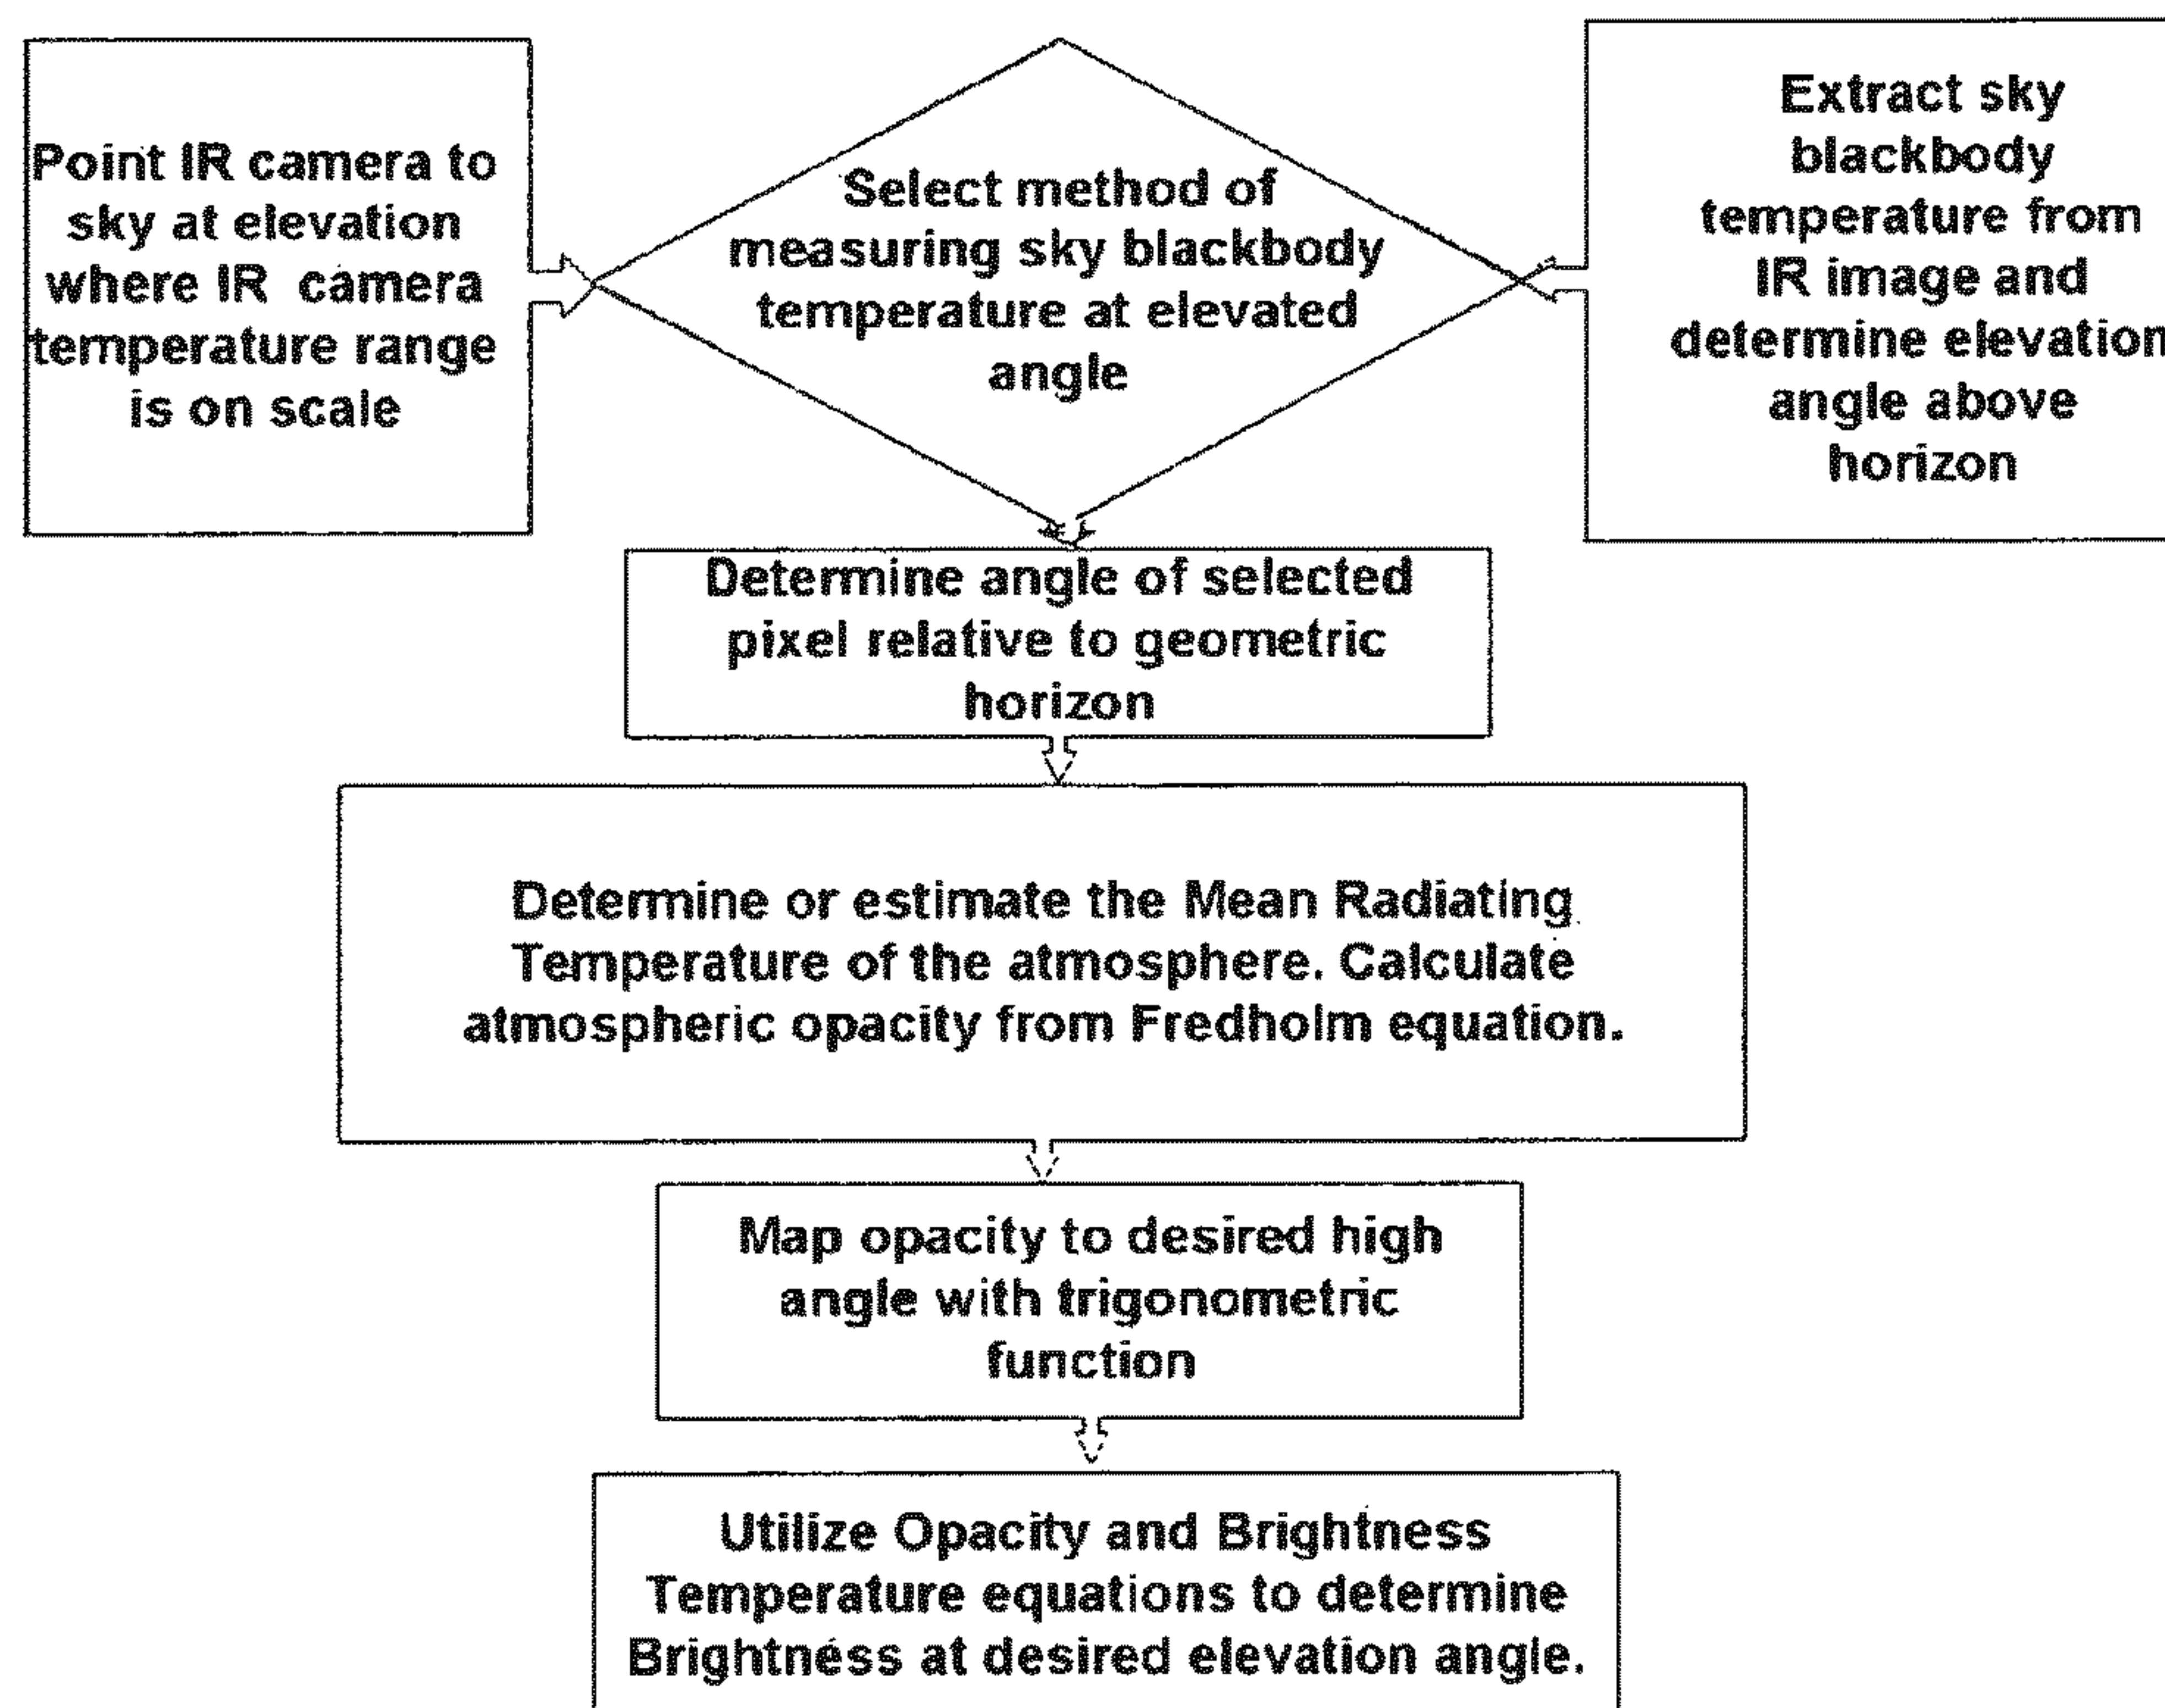 Point IR camera to
sky at elevation
where IR camera
temperature range
is on scale
Select method of
measuring sky blackbody
temperature at elevated
angle
Extract sky
blackbody
temperature from
IR image and
determine elevation
angle above
horizon
Determine angle of selected
pixel relative to geometric
horizon
Determine or estimate the Mean Radiating
Temperature of the atmosphere. Calculate
atmospheric opacity from Fredholm equation.
Map opacity to desired high
angle with trigonometric
function
Utilize Opacity and Brightness
Temperature equations to determine
Brightness at desired elevation angle.